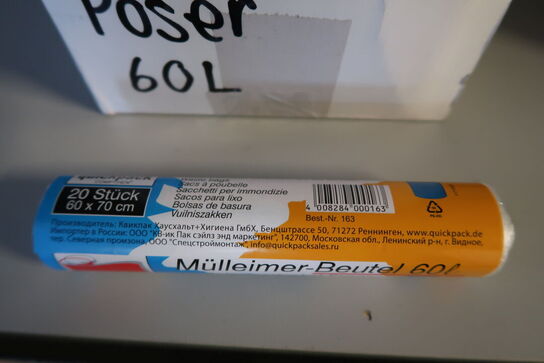 Poser
60L
quickpack
20 Stück
60 x 70 cm
Sacs à poubelle
Sacchetti per immondizie
Sacos para lixo
Bolsas de basura
Vuilniszakken
4 008284 000163
Best.-Nr. 163
Производитель: Квикпак Хаусхальт+Хигиена ГмбХ, Бенцштрассе 50, 71272 Реннинген, www.quickpack.de
Импортер в России: ООО "КВ-ик Пак сэйлз энд маркетинг", 142700, Московская обл., Ленинский р-н, г. Видное,
тер. Северная промзона, ООО "Спецстроймонтаж", info@quickpacksales.ru
Mülleimer-Beutel 60ℓ